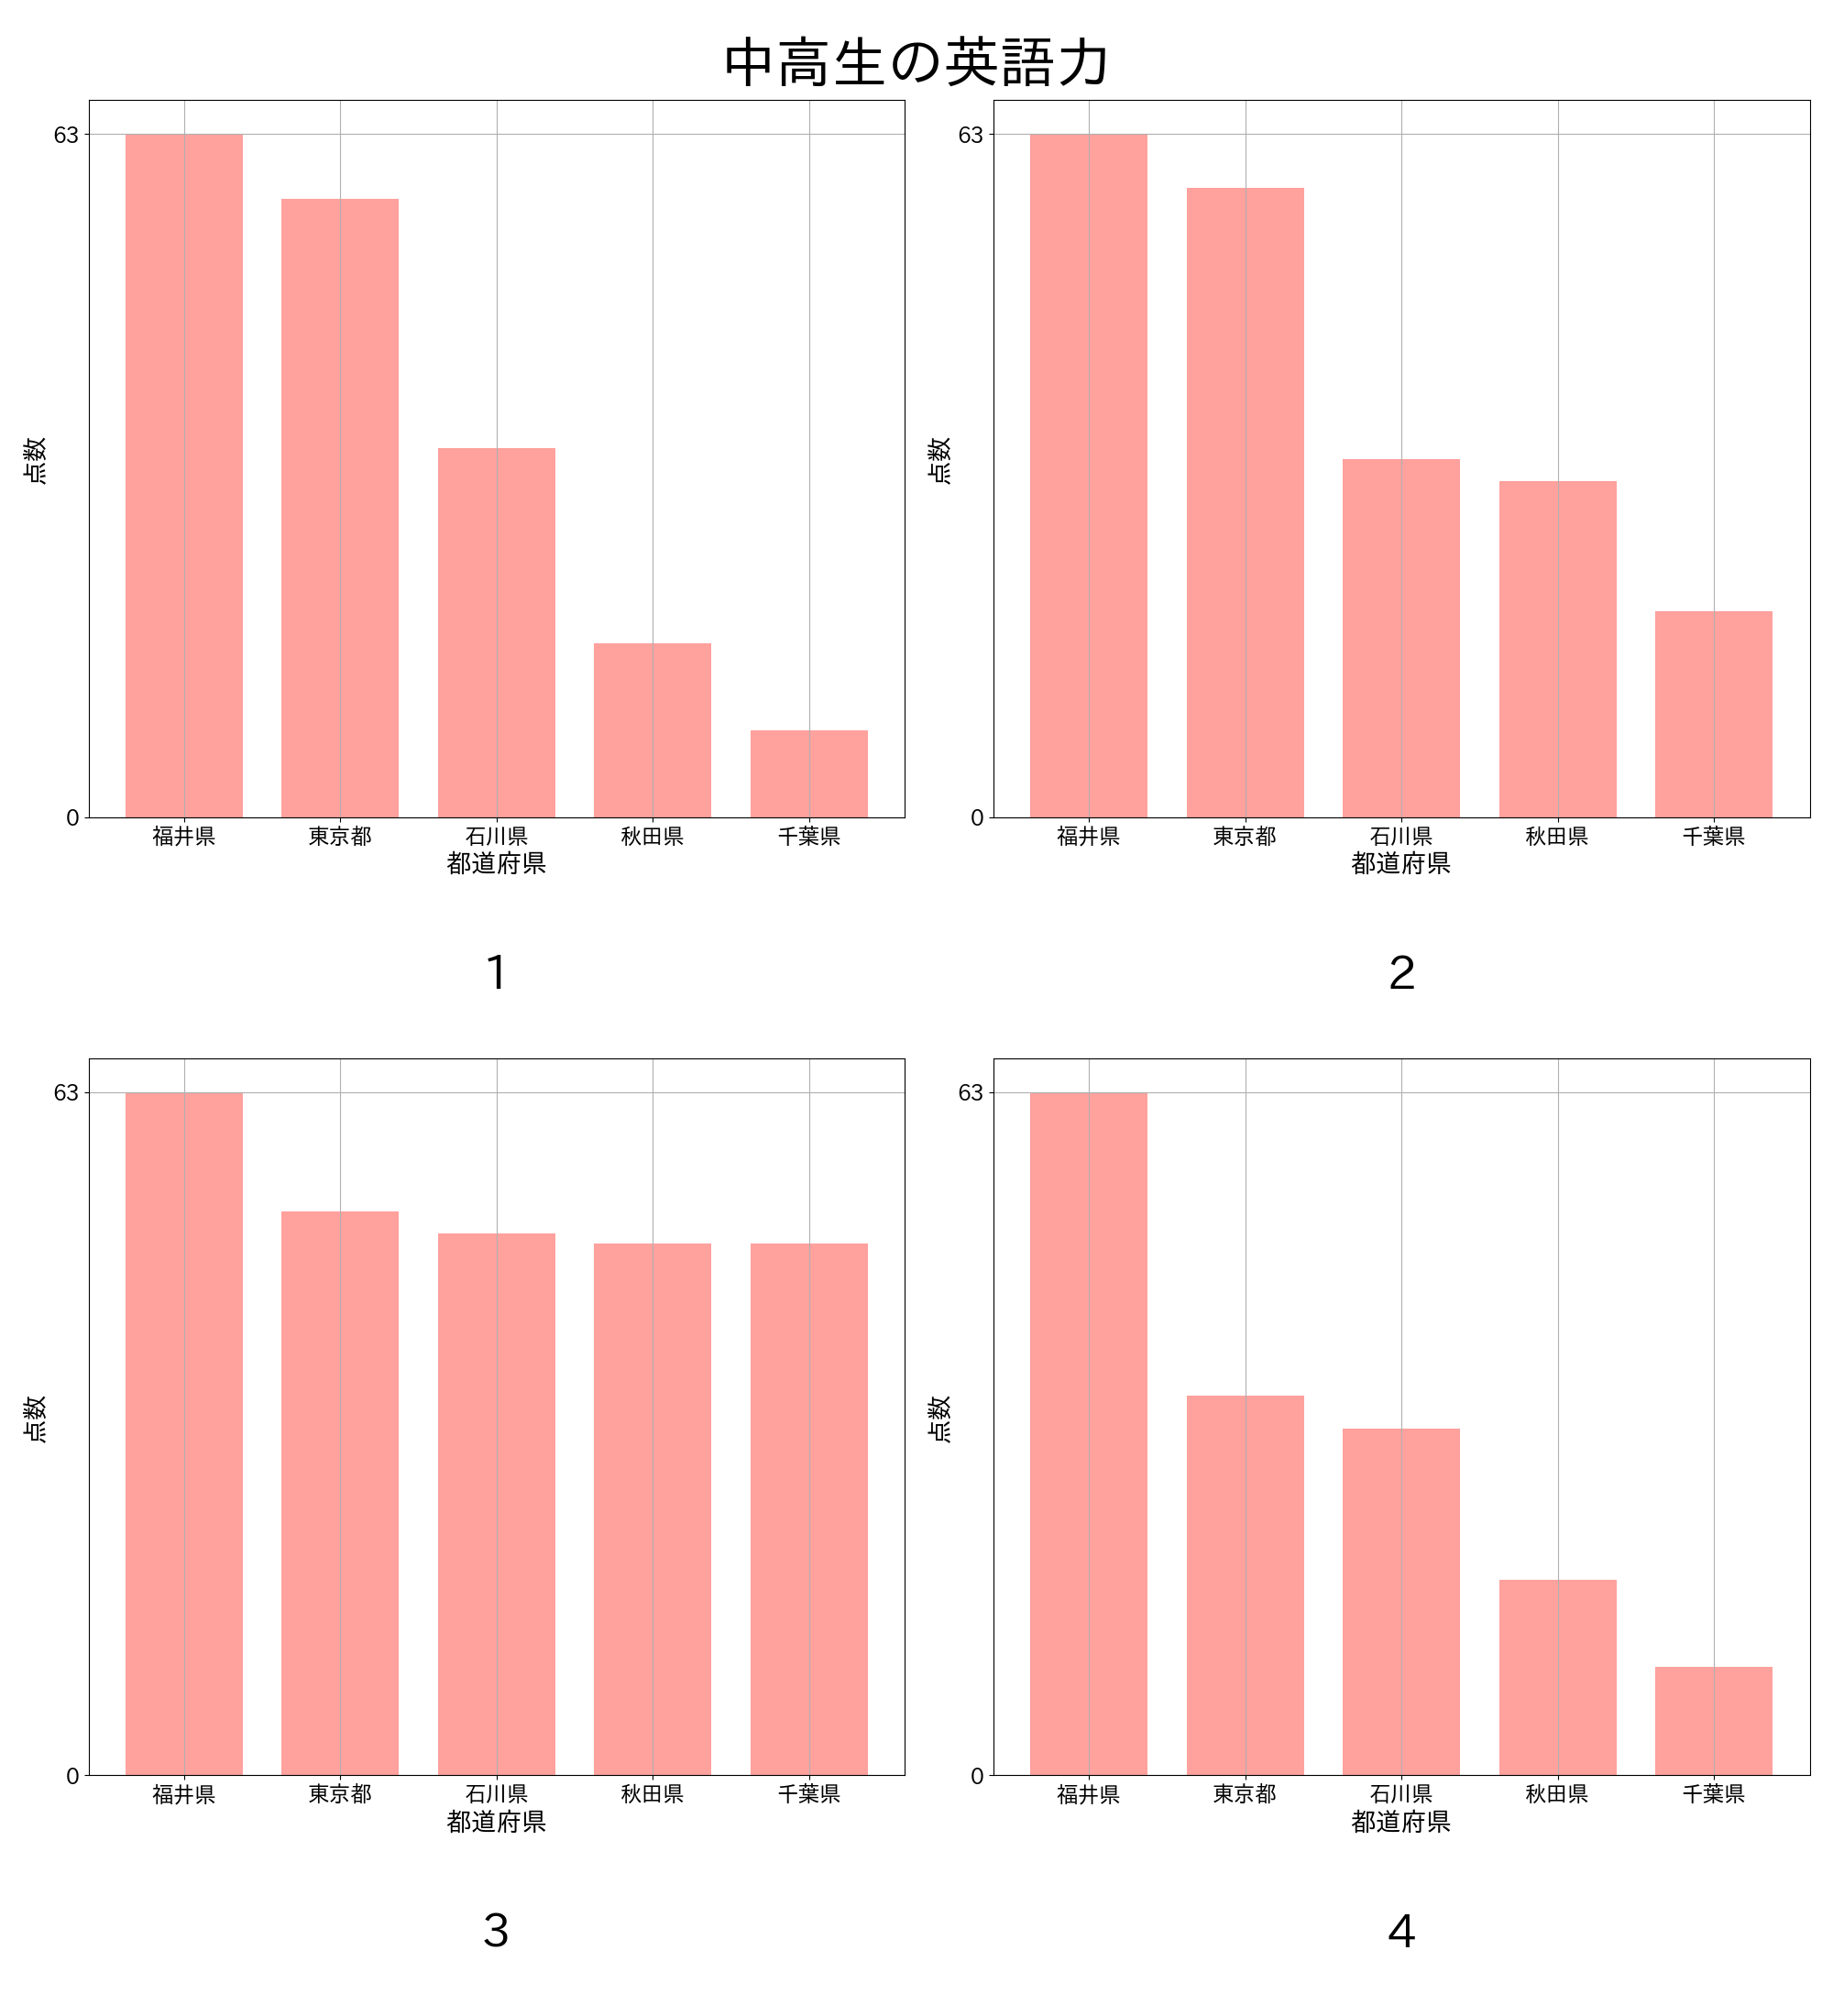 中高生の英語力
63
点数
0
福井県 東京都 石川県 秋田県 千葉県
都道府県
1
63
点数
0
福井県 東京都 石川県 秋田県 千葉県
都道府県
2
63
点数
0
福井県 東京都 石川県 秋田県 千葉県
都道府県
3
63
点数
0
福井県 東京都 石川県 秋田県 千葉県
都道府県
4